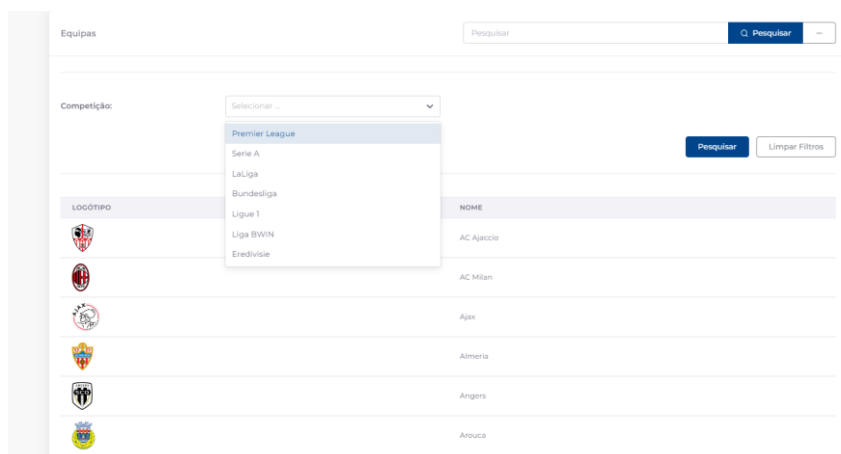 Equipas
Pesquisar
Pesquisar
Competição:
Selecionar ...
Premier League
Serie A
LaLiga
Bundesliga
Ligue 1
Liga BWIN
Eredivisie
Pesquisar
Limpar Filtros
LOGÓTIPO
NOME
AC Ajaccio
AC Milan
AJAX
Ajax
Almeria
Angers
Arouca